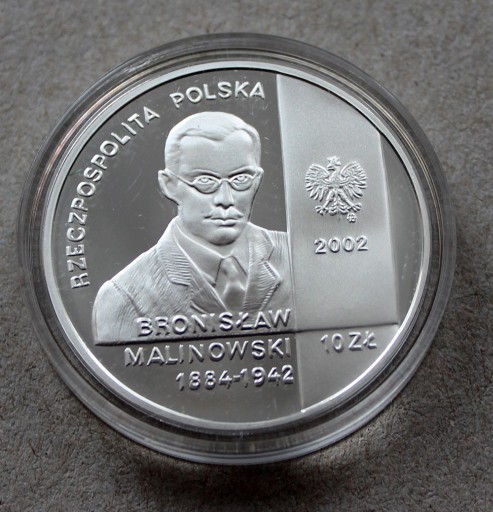 RZECZPOSPOLITA POLSKA
2002
BRONISŁAW
MALINOWSKI
1884-1942
10 ZŁ